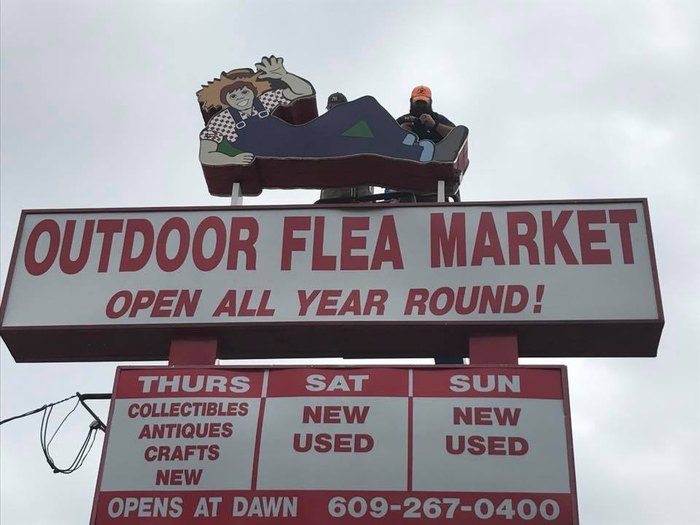 OUTDOOR FLEA MARKET
OPEN ALL YEAR ROUND!
THURS
COLLECTIBLES
ANTIQUES
CRAFTS
NEW
SAT
NEW
USED
SUN
NEW
USED
OPENS AT DAWN 609-267-0400